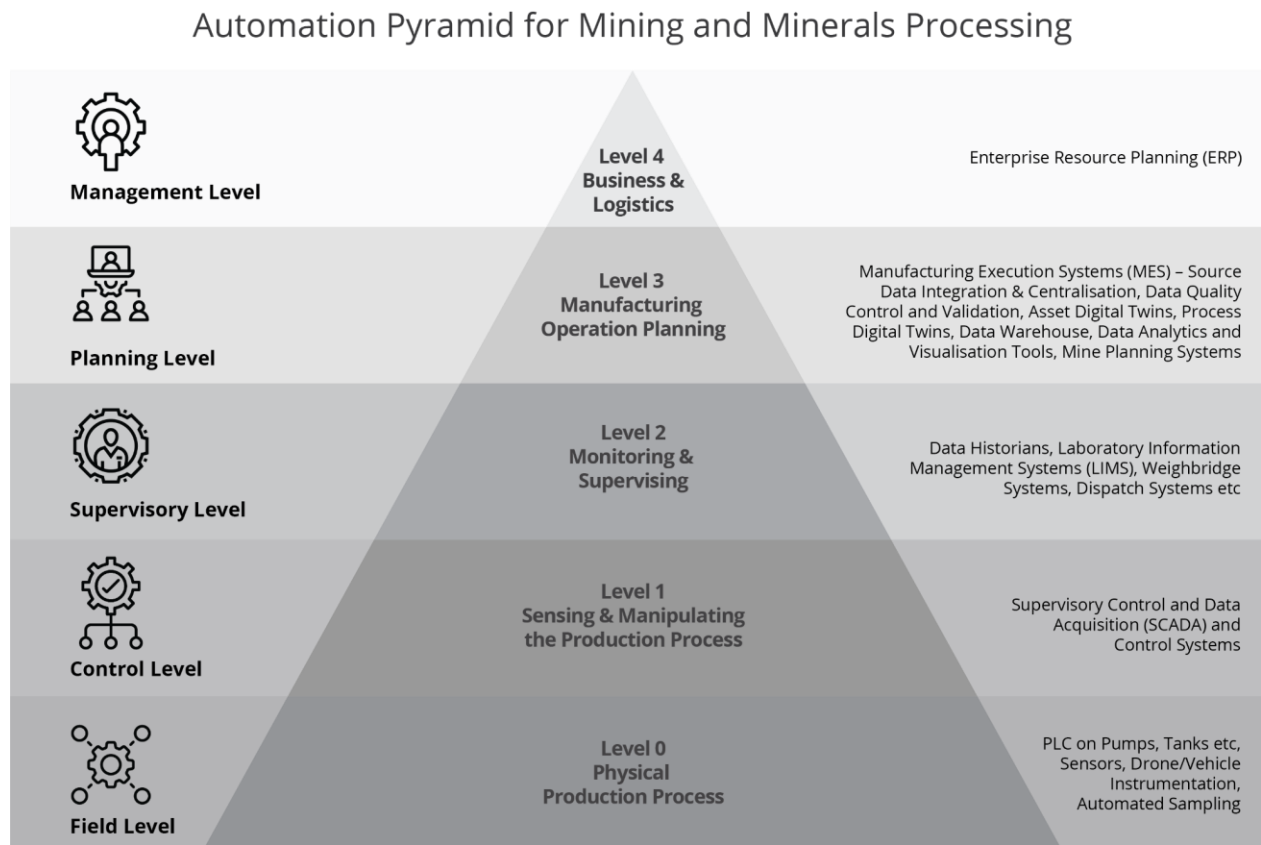 Automation Pyramid for Mining and Minerals Processing
Management Level
Level 4
Business &
Logistics
Enterprise Resource Planning (ERP)
Planning Level
Level 3
Manufacturing
Operation Planning
Manufacturing Execution Systems (MES) – Source
Data Integration & Centralisation, Data Quality
Control and Validation, Asset Digital Twins, Process
Digital Twins, Data Warehouse, Data Analytics and
Visualisation Tools, Mine Planning Systems
Supervisory Level
Level 2
Monitoring &
Supervising
Data Historians, Laboratory Information
Management Systems (LIMS), Weighbridge
Systems, Dispatch Systems etc
Control Level
Level 1
Sensing & Manipulating
the Production Process
Supervisory Control and Data
Acquisition (SCADA) and
Control Systems
Field Level
Level 0
Physical
Production Process
PLC on Pumps, Tanks etc,
Sensors, Drone/Vehicle
Instrumentation,
Automated Sampling